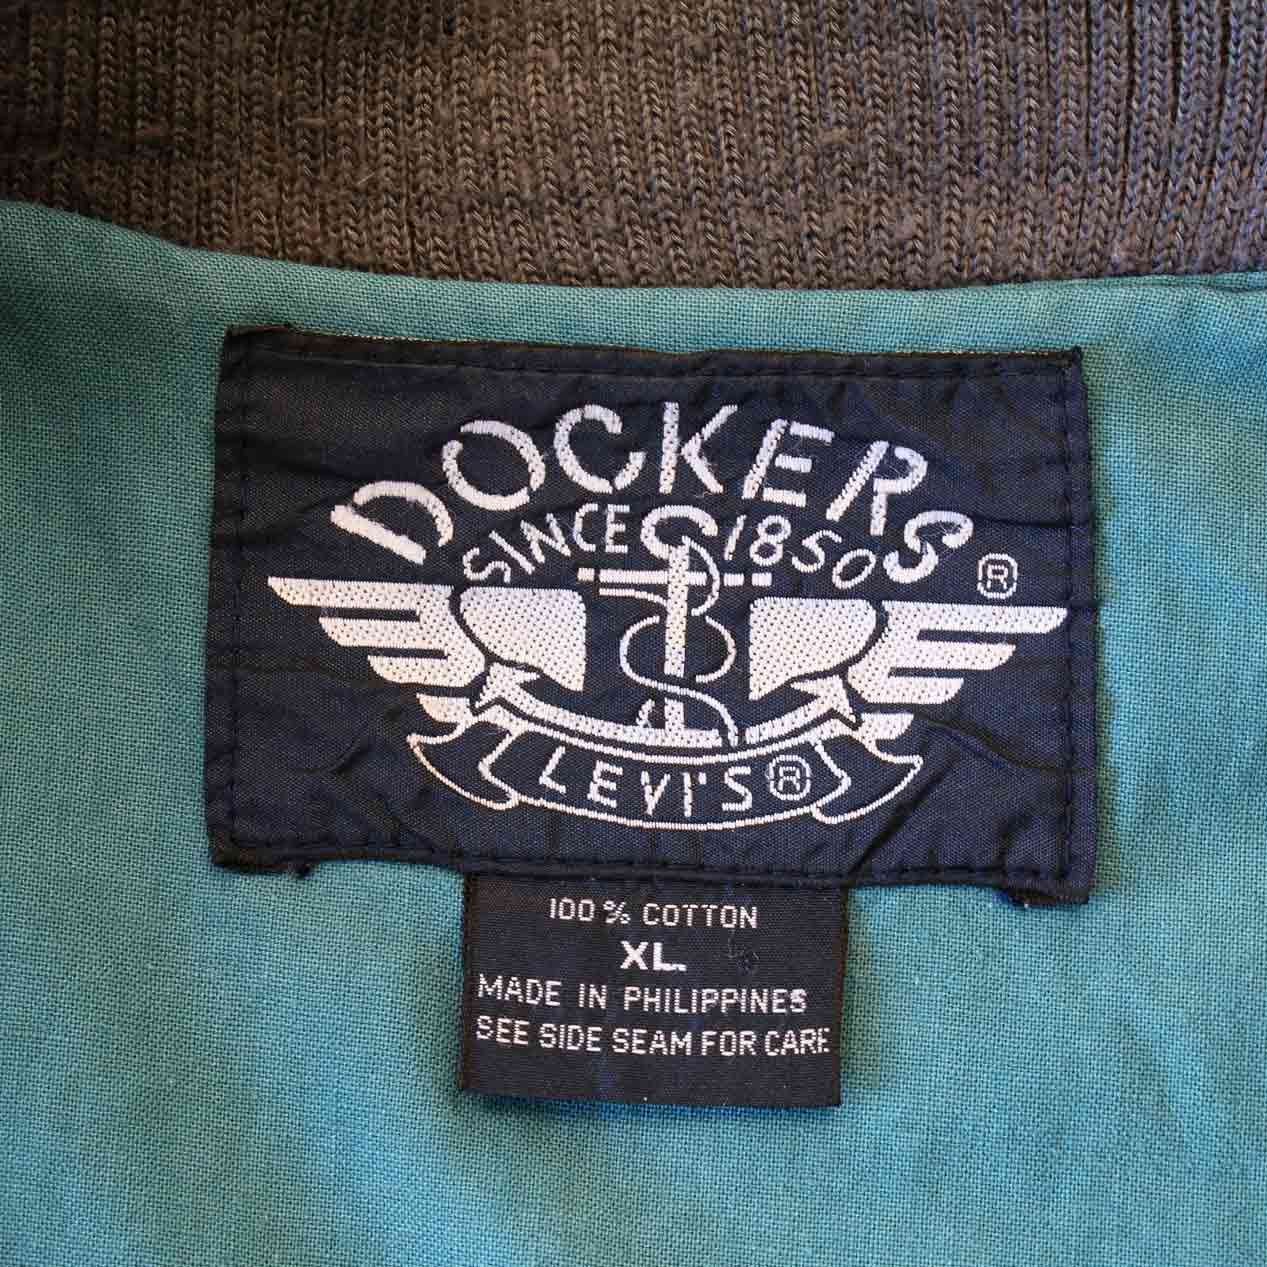 DOCKERS ®
SINCE 1850
LEVI'S ®
100% COTTON
XL
MADE IN PHILIPPINES
SEE SIDE SEAM FOR CARE